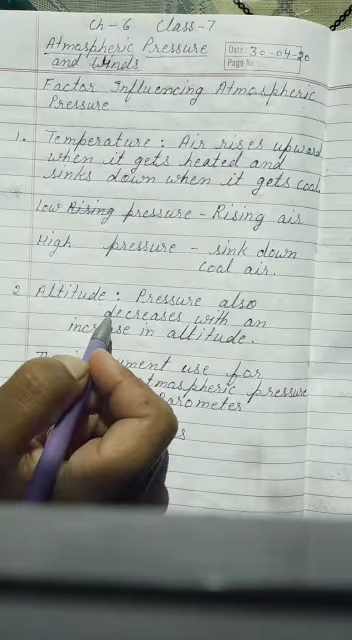 Ch-6 Class-7
Atmospheric Pressure
and Winds
Date: 30-04-20
Page No.:
Factor Influencing Atmospheric
Pressure
1. Temperature: Air rises upward
when it gets heated and
sinks down when it gets cool
Low pressure - Rising air
High pressure - sink down
cool air.
2 Altitude: Pressure also
decreases with an
increase in altitude.
use for
atmospheric pressure
Barometer